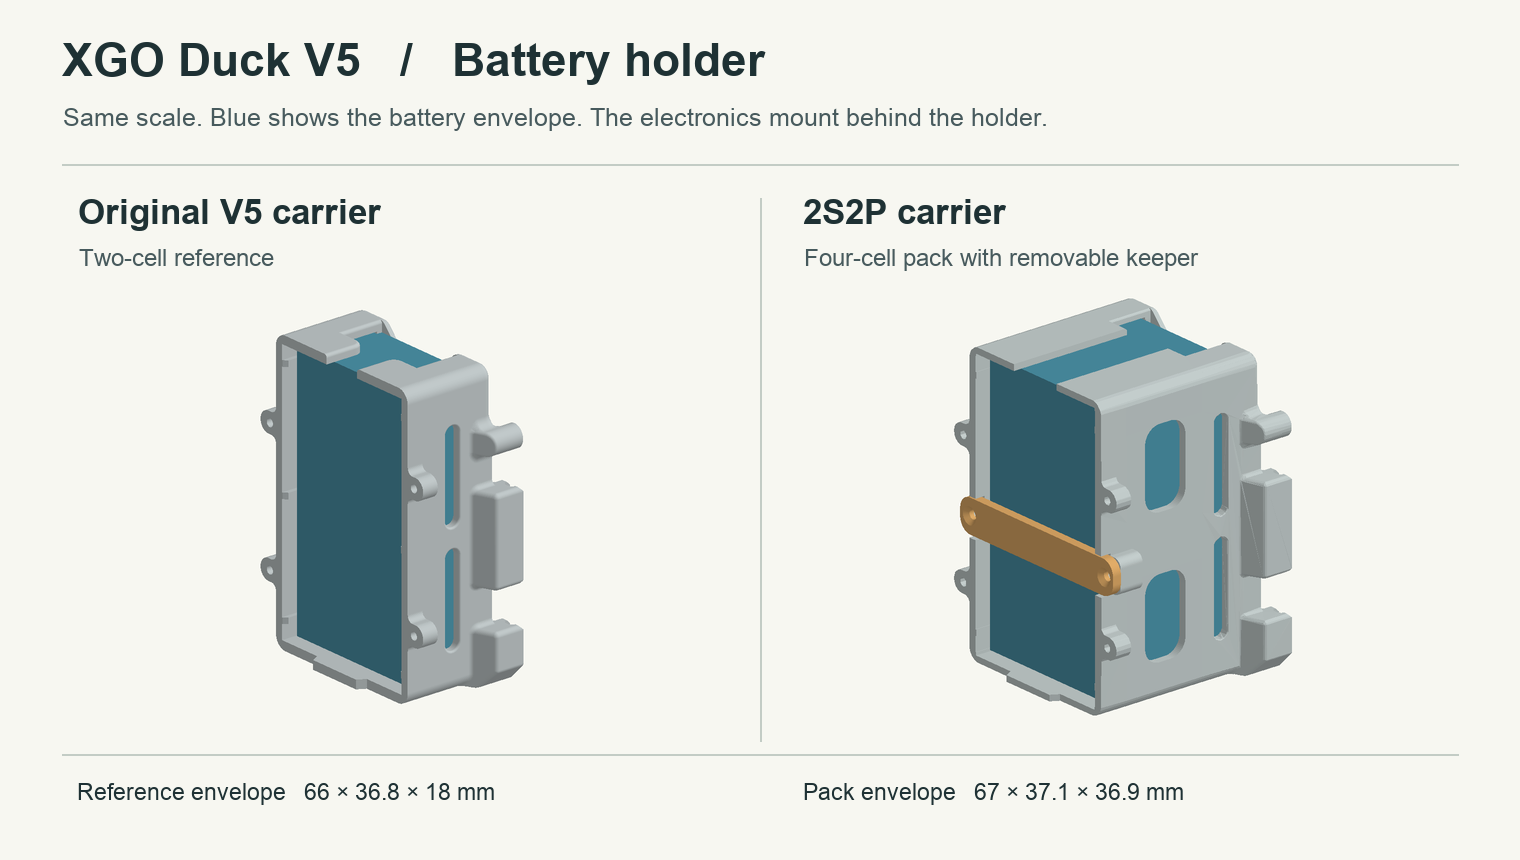 XGO Duck V5 / Battery holder
Same scale. Blue shows the battery envelope. The electronics mount behind the holder.
Original V5 carrier
Two-cell reference
2S2P carrier
Four-cell pack with removable keeper
Reference envelope 66 × 36.8 × 18 mm
Pack envelope 67 × 37.1 × 36.9 mm